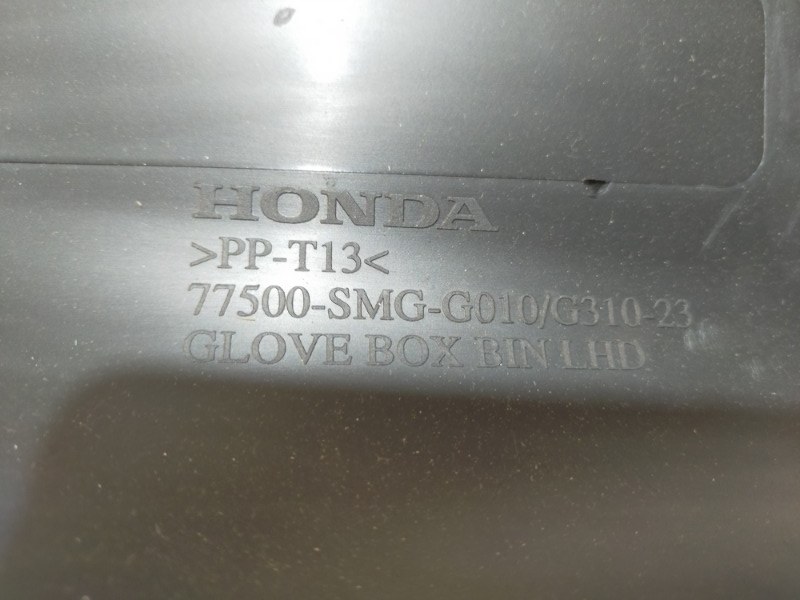 HONDA
>PP-T13<
77500-SMG-G010/G310-23
GLOVE BOX BIN LHD